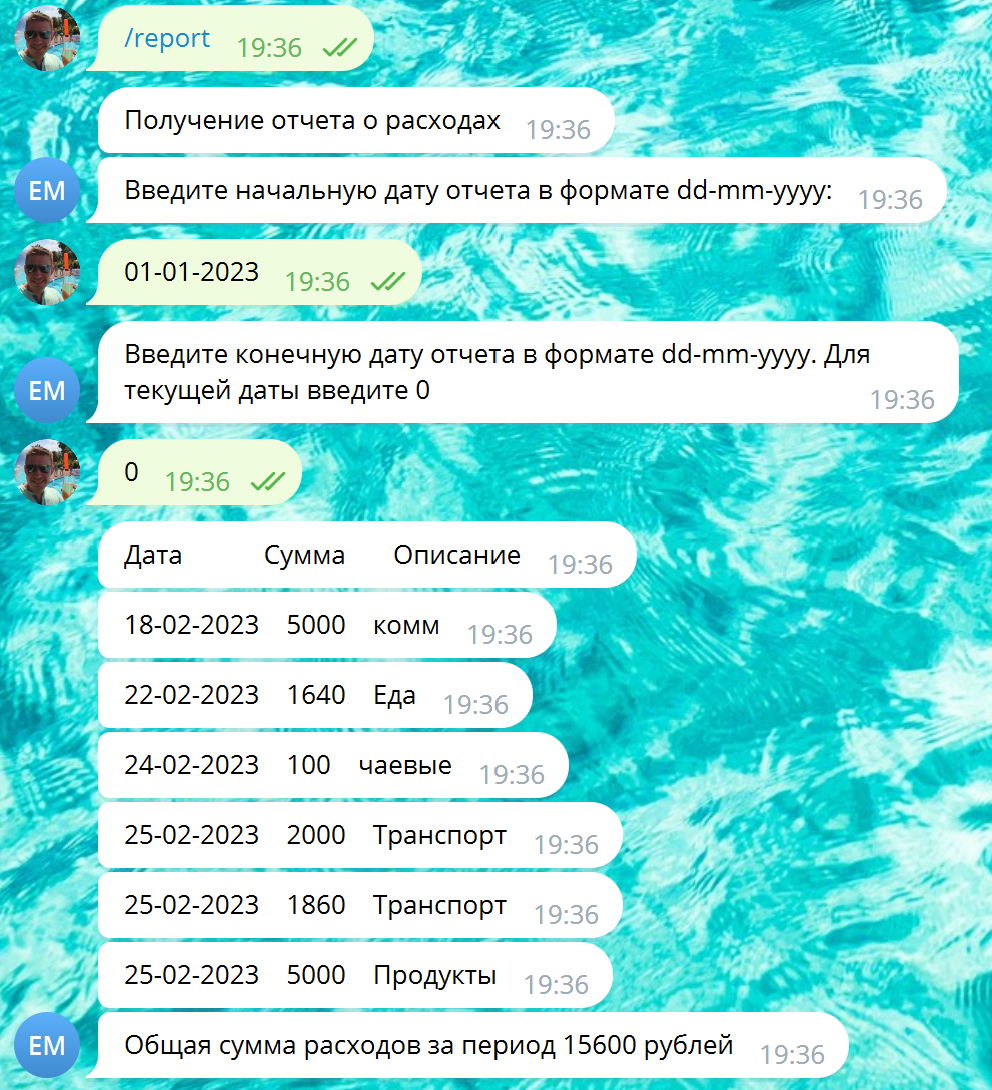 /report 19:36
Получение отчета о расходах 19:36
EM Введите начальную дату отчета в формате dd-mm-yyyy: 19:36
01-01-2023 19:36
Введите конечную дату отчета в формате dd-mm-yyyy. Для
EM текущей даты введите 0 19:36
0 19:36
Дата Сумма Описание 19:36
18-02-2023 5000 комм 19:36
22-02-2023 1640 Еда 19:36
24-02-2023 100 чаевые 19:36
25-02-2023 2000 Транспорт 19:36
25-02-2023 1860 Транспорт 19:36
25-02-2023 5000 Продукты 19:36
EM Общая сумма расходов за период 15600 рублей 19:36